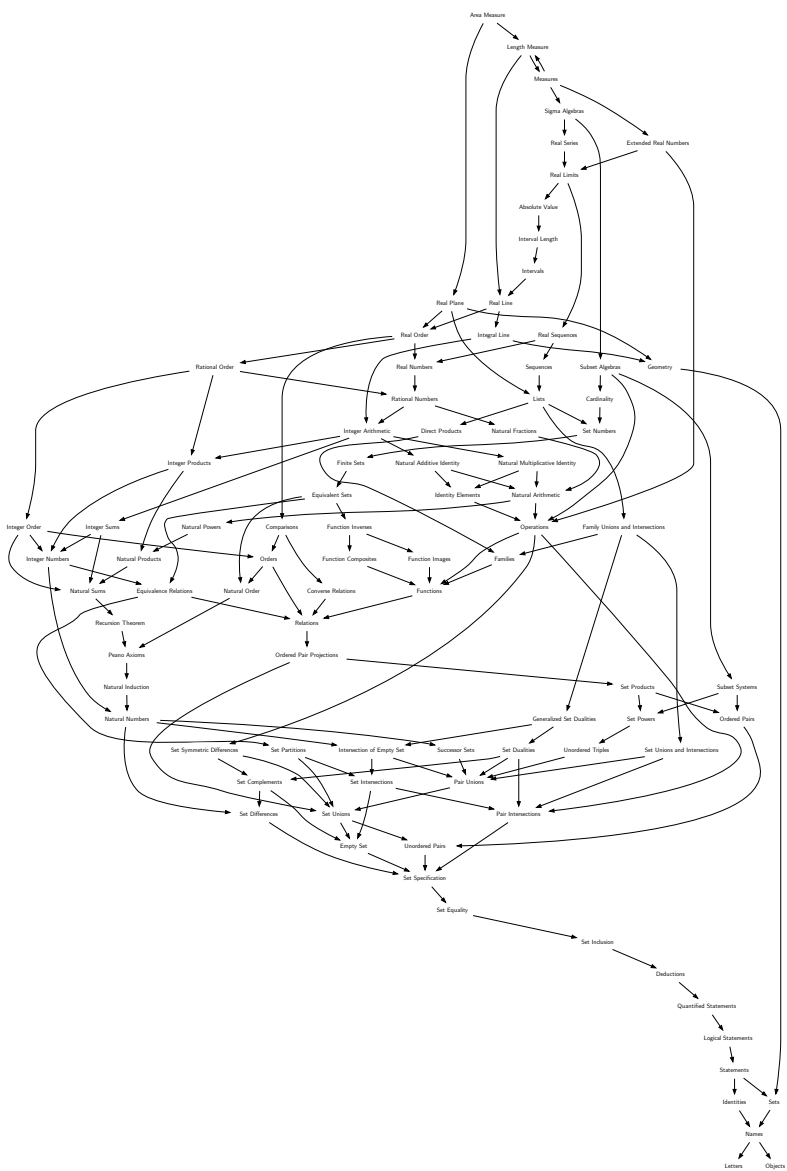 Area Measure
Length Measure
Measures
Sigma Algebras
Real Series
Extended Real Numbers
Real Limits
Absolute Value
Interval Length
Intervals
Real Plane
Real Line
Real Order
Integral Line
Real Sequences
Rational Order
Real Numbers
Sequences
Subset Algebras
Geometry
Rational Numbers
Lists
Cardinality
Integer Arithmetic
Direct Products
Natural Fractions
Set Numbers
Integer Products
Finite Sets
Natural Additive Identity
Natural Multiplicative Identity
Equivalent Sets
Identity Elements
Natural Arithmetic
Integer Order
Integer Sums
Natural Powers
Comparisons
Function Inverses
Operations
Family Unions and Intersections
Integer Numbers
Natural Products
Orders
Function Composites
Function Images
Families
Natural Sums
Equivalence Relations
Natural Order
Converse Relations
Functions
Recursion Theorem
Relations
Peano Axioms
Ordered Pair Projections
Natural Induction
Set Products
Subset Systems
Natural Numbers
Generalized Set Dualities
Set Powers
Ordered Pairs
Set Symmetric Differences
Set Partitions
Intersection of Empty Set
Successor Sets
Set Dualities
Unordered Triples
Set Unions and Intersections
Set Complements
Set Intersections
Pair Unions
Set Differences
Set Unions
Pair Intersections
Empty Set
Unordered Pairs
Set Specification
Set Equality
Set Inclusion
Deductions
Quantified Statements
Logical Statements
Statements
Identities
Sets
Names
Letters
Objects